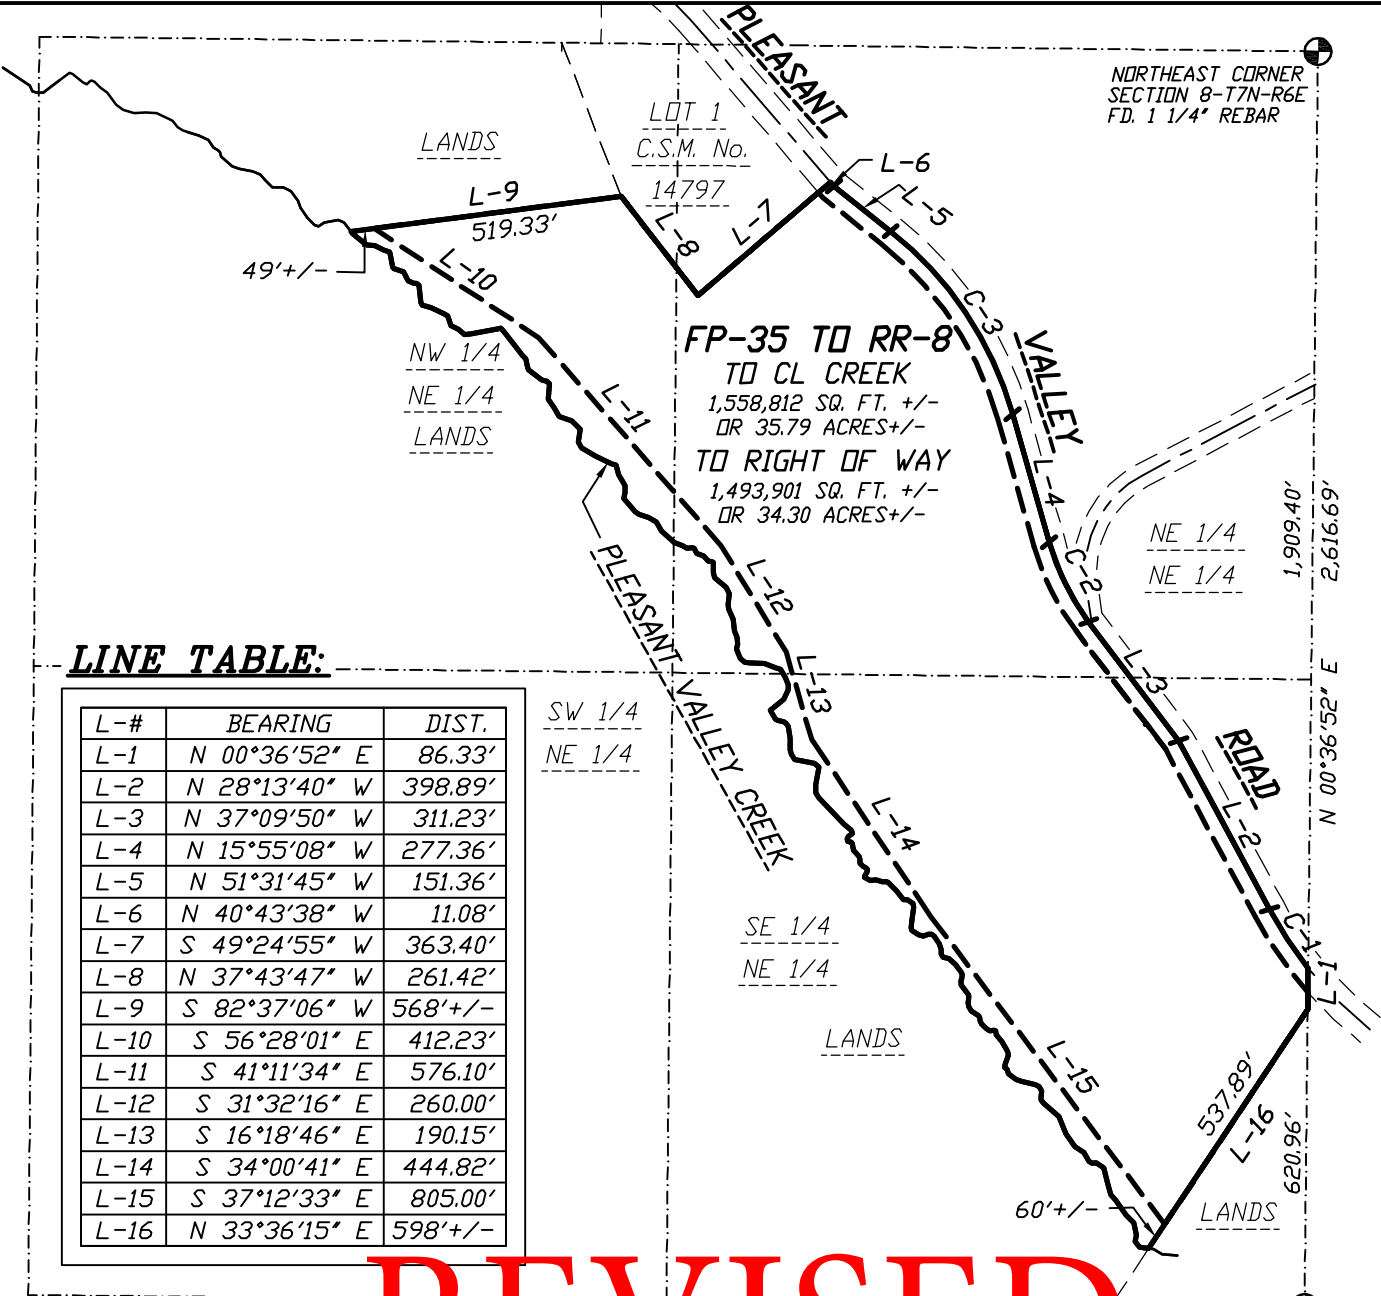 PLEASANT
NORTHEAST CORNER
SECTION 8-T7N-R6E
FD. 1 1/4" REBAR
LOT 1
C.S.M. No.
14797
LANDS
L-9
519.33'
L-8
L-7
L-6
L-5
49'+/-
L-10
C-3
FP-35 TO RR-8
TO CL CREEK
1,558,812 SQ. FT. +/-
OR 35.79 ACRES+/-
TO RIGHT OF WAY
1,493,901 SQ. FT. +/-
OR 34.30 ACRES+/-
VALLEY
NW 1/4
NE 1/4
LANDS
L-11
L-4
NE 1/4
NE 1/4
1,909.40'
2,616.69'
C-2
L-12
PLEASANT VALLEY CREEK
L-13
L-3
N 00°36'52" E
ROAD
SW 1/4
NE 1/4
L-2
L-14
C-1
L-1
SE 1/4
NE 1/4
LANDS
L-15
537.89'
L-16
620.96'
60'+/-
LANDS
LINE TABLE:
L-# BEARING DIST.
L-1 N 00°36'52" E 86.33'
L-2 N 28°13'40" W 398.89'
L-3 N 37°09'50" W 311.23'
L-4 N 15°55'08" W 277.36'
L-5 N 51°31'45" W 151.36'
L-6 N 40°43'38" W 11.08'
L-7 S 49°24'55" W 363.40'
L-8 N 37°43'47" W 261.42'
L-9 S 82°37'06" W 568'+/-
L-10 S 56°28'01" E 412.23'
L-11 S 41°11'34" E 576.10'
L-12 S 31°32'16" E 260.00'
L-13 S 16°18'46" E 190.15'
L-14 S 34°00'41" E 444.82'
L-15 S 37°12'33" E 805.00'
L-16 N 33°36'15" E 598'+/-
REVISED